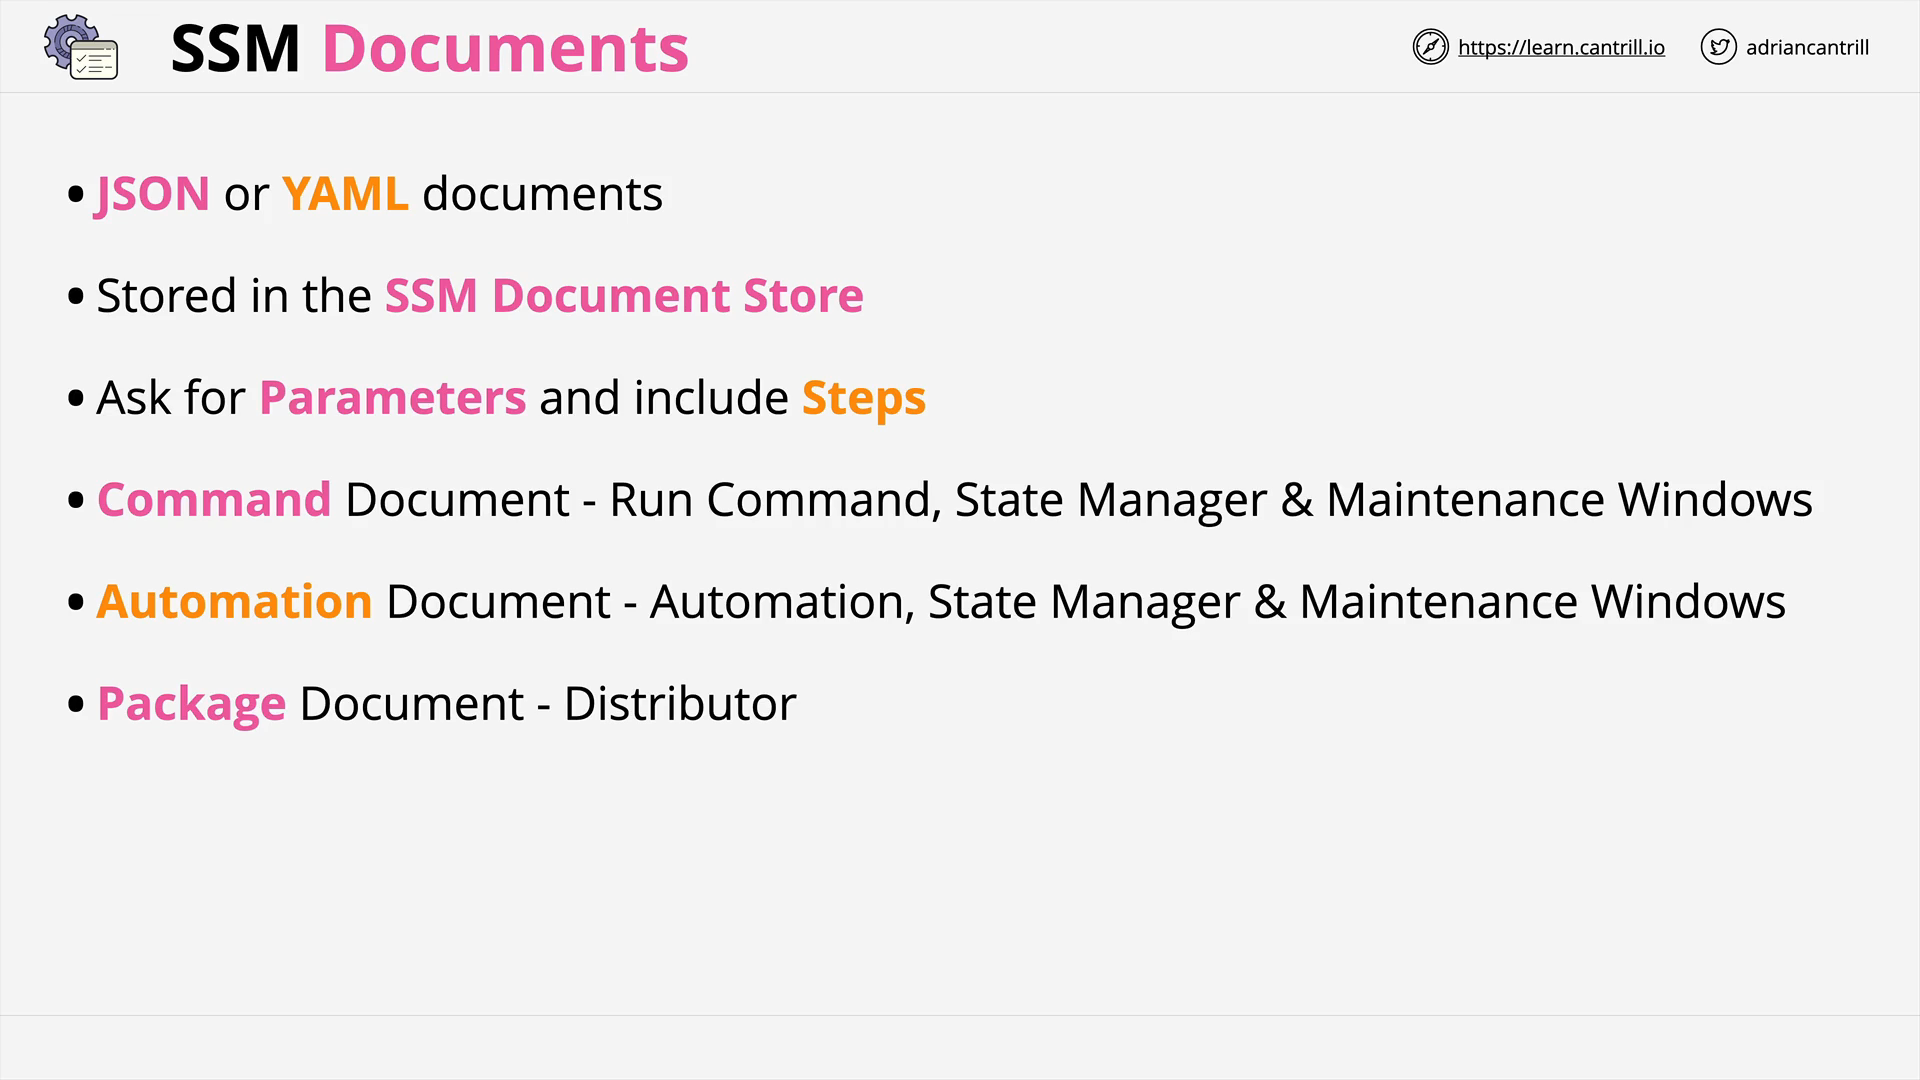 SSM Documents
https://learn.cantrill.io
adriancantrill
• JSON or YAML documents
• Stored in the SSM Document Store
• Ask for Parameters and include Steps
• Command Document - Run Command, State Manager & Maintenance Windows
• Automation Document - Automation, State Manager & Maintenance Windows
• Package Document - Distributor